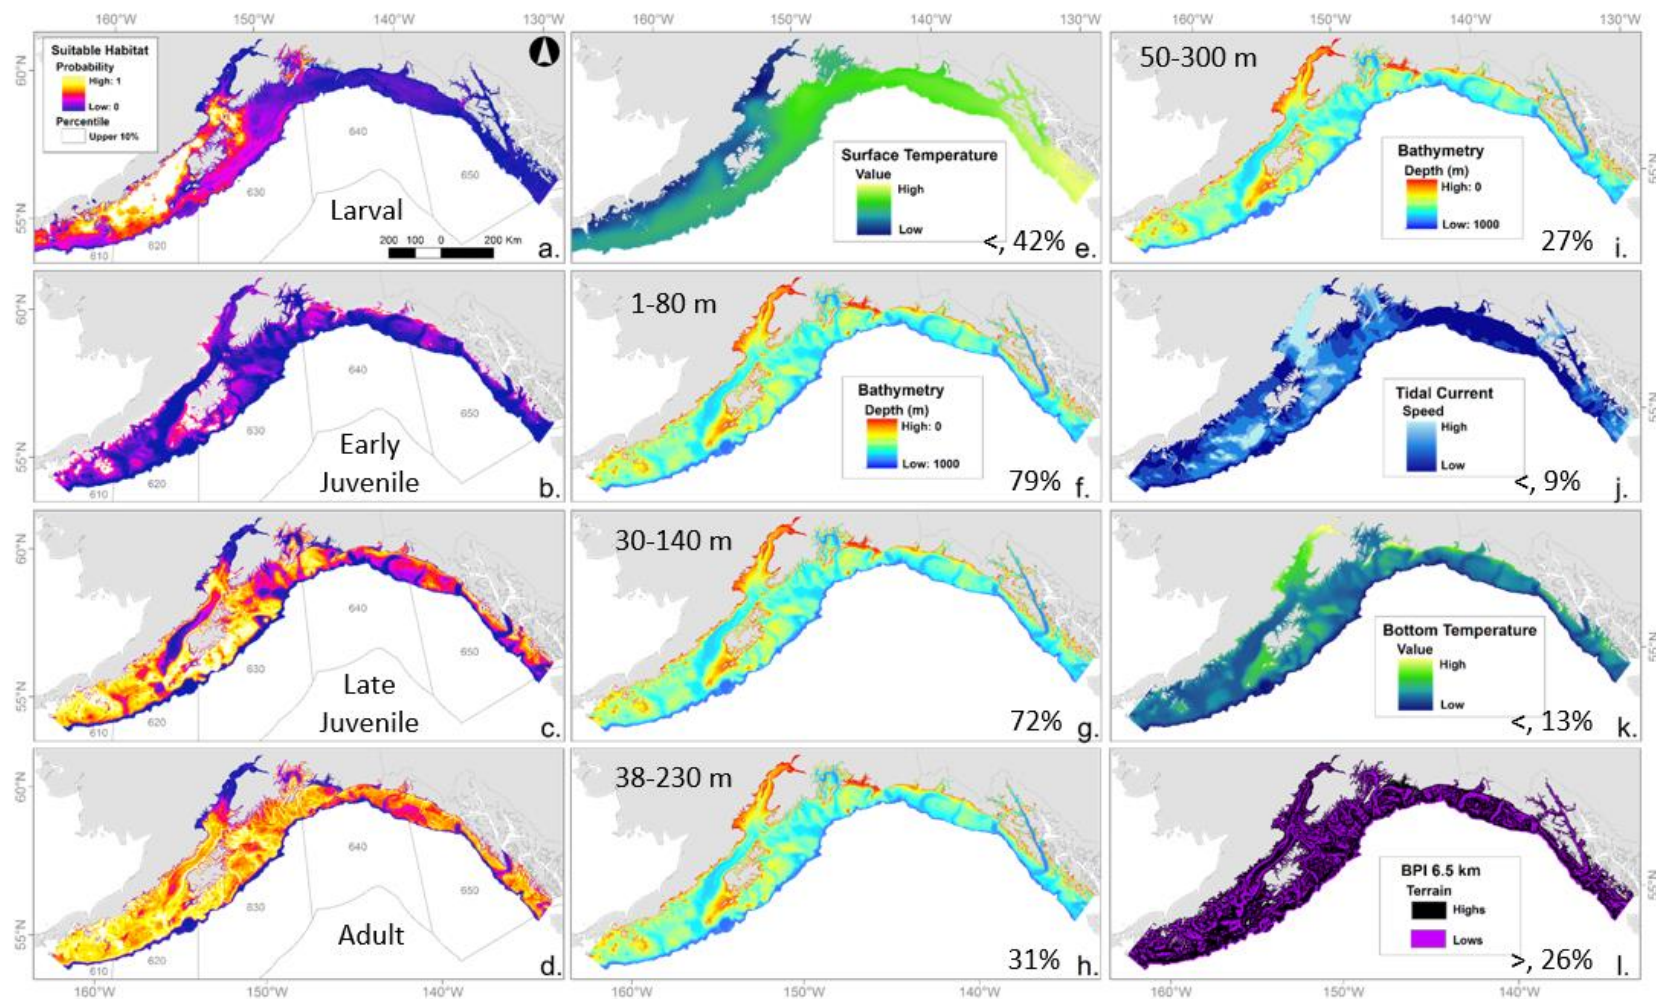 160°W 150°W 140°W 130°W 160°W 150°W 140°W 130°W 160°W 150°W 140°W 130°W
60°N
Suitable Habitat
Probability
High: 1
Low: 0
Percentile
Upper 10%
640
650
630
620
610
Larval
200 100 0 200 Km
a.
55°N
Surface Temperature
Value
High
Low
<, 42% e.
50-300 m
Bathymetry
Depth (m)
High: 0
Low: 1000
27% i.
55°N
60°N
640
650
630
620
610
Early
Juvenile
b.
55°N
1-80 m
Bathymetry
Depth (m)
High: 0
Low: 1000
79% f.
Tidal Current
Speed
High
Low
<, 9% j.
55°N
60°N
640
650
630
620
610
Late
Juvenile
c.
55°N
30-140 m
72% g.
Bottom Temperature
Value
High
Low
<, 13% k.
55°N
60°N
640
650
630
620
610
Adult
d.
55°N
38-230 m
31% h.
BPI 6.5 km
Terrain
Highs
Lows
>, 26% l.
55°N
160°W 150°W 140°W 160°W 150°W 140°W 160°W 150°W 140°W